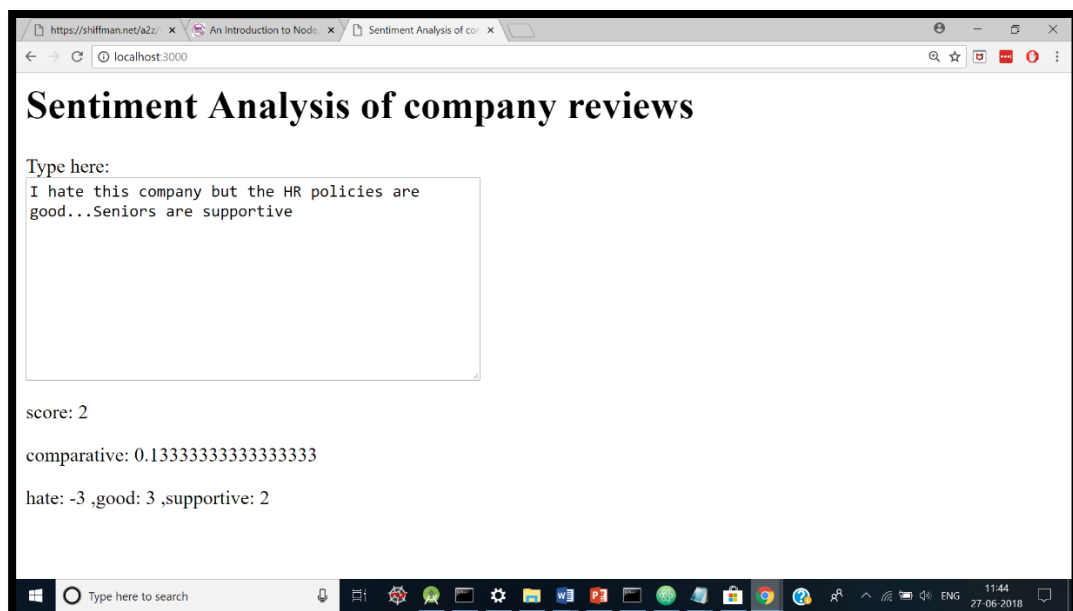 https://shiffman.net/a2z/
An Introduction to Node.
Sentiment Analysis of co
localhost:3000
Sentiment Analysis of company reviews
Type here:
I hate this company but the HR policies are
good...Seniors are supportive
score: 2
comparative: 0.13333333333333333
hate: -3 ,good: 3 ,supportive: 2
Type here to search
ENG
11:44
27-06-2018